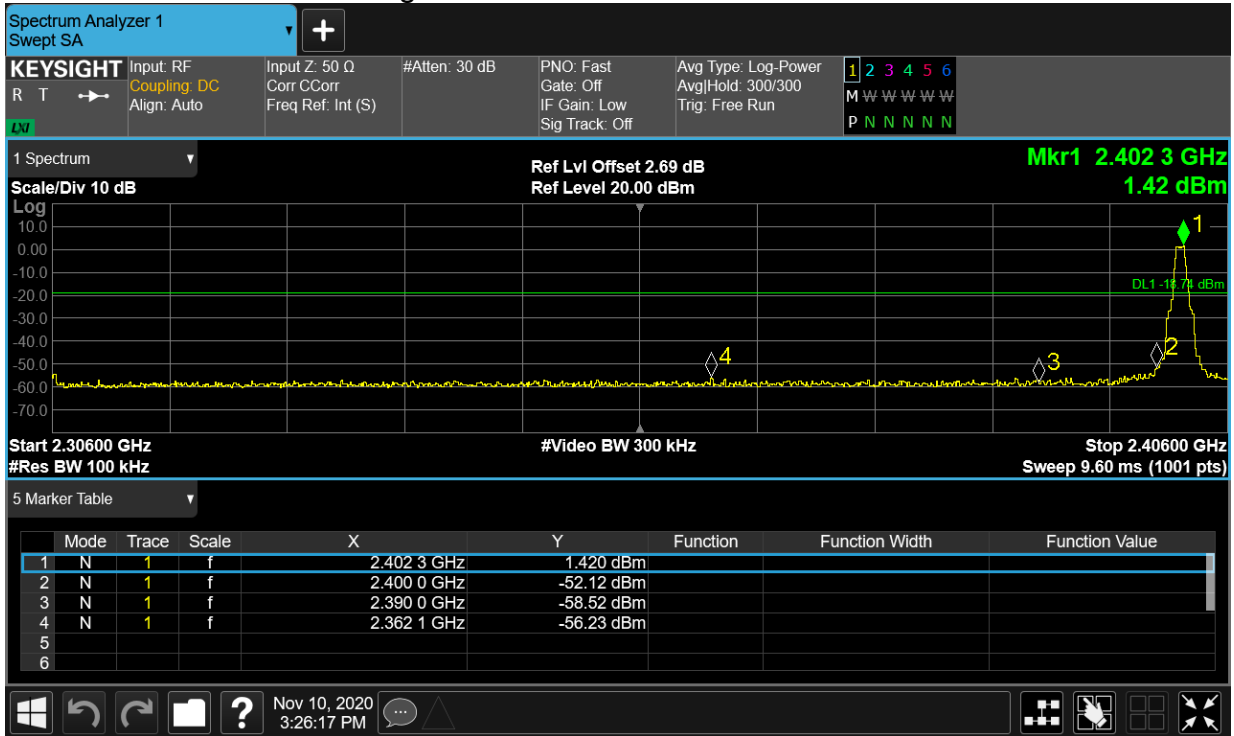 Spectrum Analyzer 1
Swept SA
+
KEYSIGHT
R T
LXI
Input: RF
Coupling: DC
Align: Auto
Input Z: 50 Ω
Corr CCorr
Freq Ref: Int (S)
#Atten: 30 dB
PNO: Fast
Gate: Off
IF Gain: Low
Sig Track: Off
Avg Type: Log-Power
Avg|Hold: 300/300
Trig: Free Run
1 2 3 4 5 6
M W W W W W
P N N N N N
1 Spectrum
Scale/Div 10 dB
Ref Lvl Offset 2.69 dB
Ref Level 20.00 dBm
Mkr1 2.402 3 GHz
1.42 dBm
Log
10.0
0.00
-10.0
-20.0
-30.0
-40.0
-50.0
-60.0
-70.0
1
DL1 -18.74 dBm
4
3
2
Start 2.30600 GHz
#Video BW 300 kHz
Stop 2.40600 GHz
#Res BW 100 kHz
Sweep 9.60 ms (1001 pts)
5 Marker Table
Mode Trace Scale X Y Function Function Width Function Value
1 N 1 f 2.402 3 GHz 1.420 dBm
2 N 1 f 2.400 0 GHz -52.12 dBm
3 N 1 f 2.390 0 GHz -58.52 dBm
4 N 1 f 2.362 1 GHz -56.23 dBm
5
6
?
Nov 10, 2020
3:26:17 PM